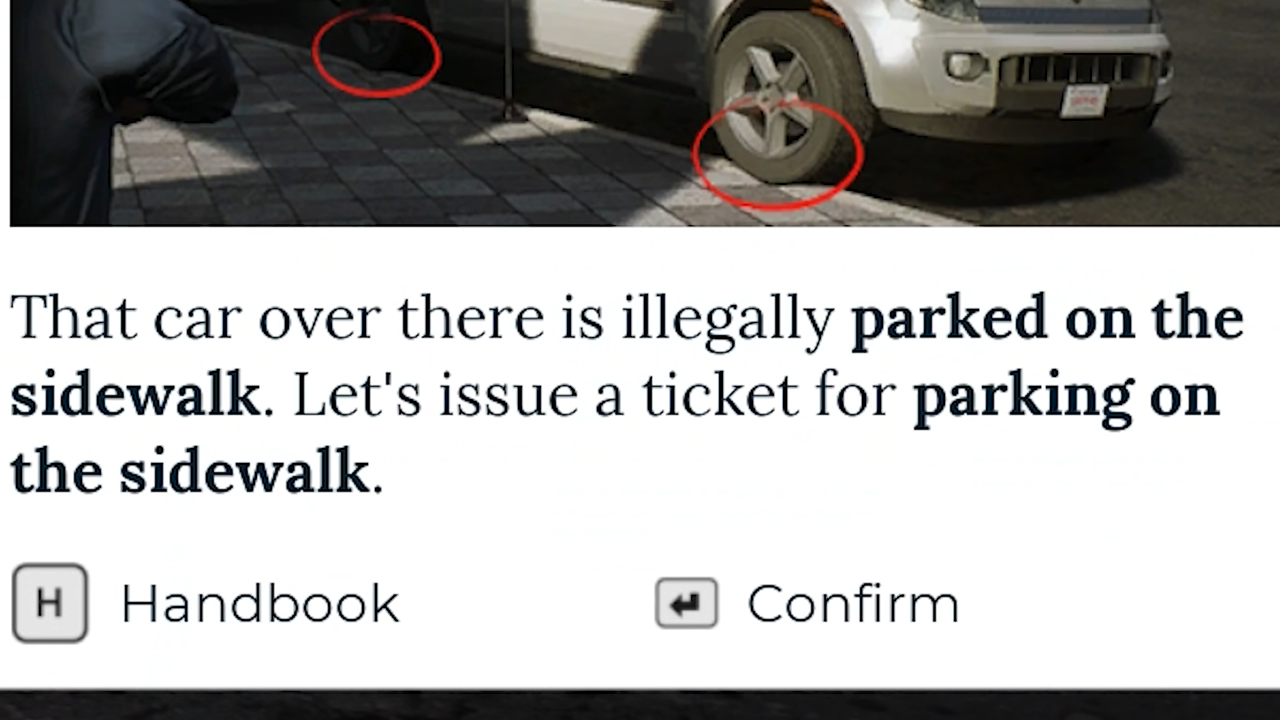 That car over there is illegally parked on the
sidewalk. Let's issue a ticket for parking on
the sidewalk.
H Handbook
Confirm